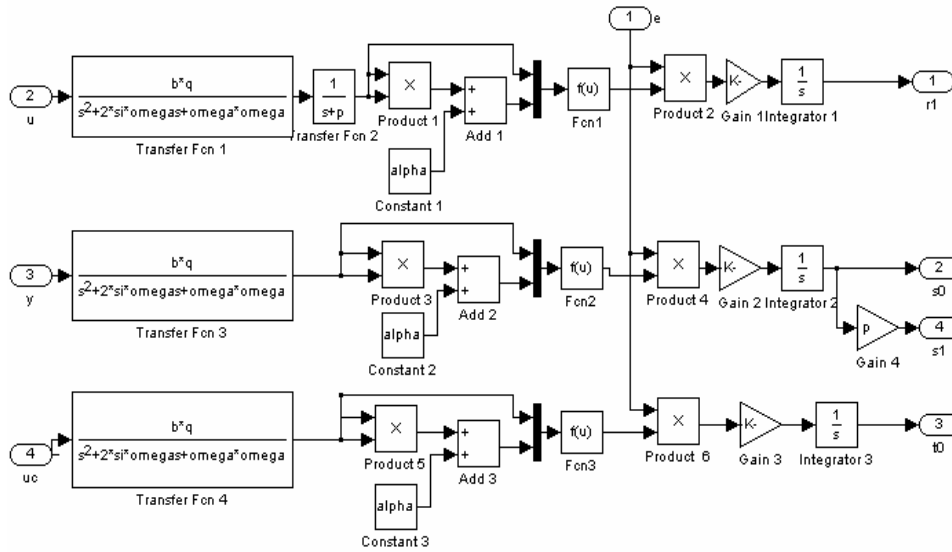 1
e
2
u
b*q
s²+2*si*omegas+omega*omega
Transfer Fcn 1
1
s+p
Transfer Fcn 2
×
Product 1
+
+
Add 1
alpha
Constant 1
f(u)
Fcn1
×
Product 2
K-
Gain 1
1
s
Integrator 1
1
r1
3
y
b*q
s²+2*si*omegas+omega*omega
Transfer Fcn 3
×
Product 3
+
+
Add 2
alpha
Constant 2
f(u)
Fcn2
×
Product 4
K-
Gain 2
1
s
Integrator 2
2
s0
p
Gain 4
4
s1
4
uc
b*q
s²+2*si*omegas+omega*omega
Transfer Fcn 4
×
Product 5
+
+
Add 3
alpha
Constant 3
f(u)
Fcn3
×
Product 6
K-
Gain 3
1
s
Integrator 3
3
t0